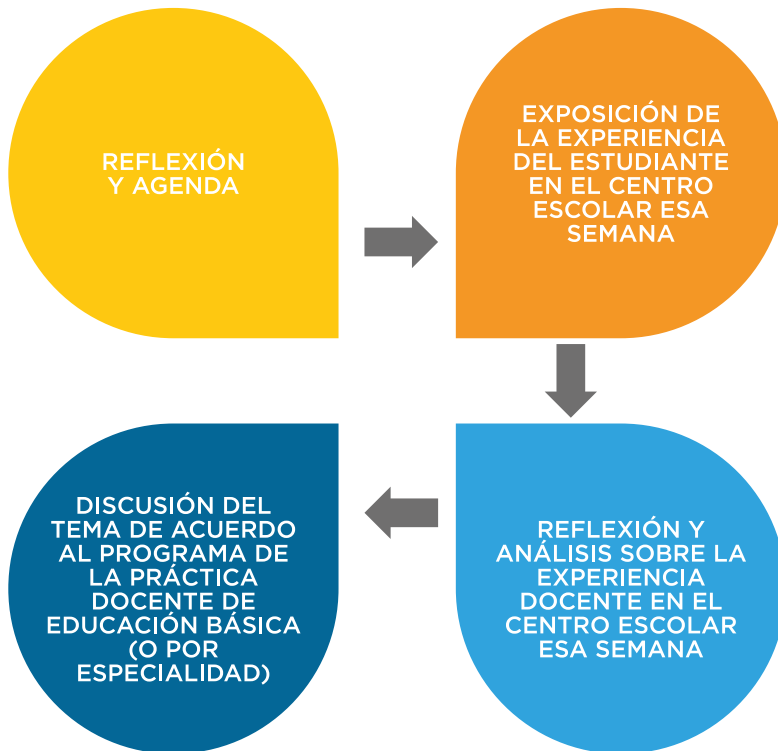 REFLEXIÓN
Y AGENDA
EXPOSICIÓN DE
LA EXPERIENCIA
DEL ESTUDIANTE
EN EL CENTRO
ESCOLAR ESA
SEMANA
REFLEXIÓN Y
ANÁLISIS SOBRE LA
EXPERIENCIA
DOCENTE EN EL
CENTRO ESCOLAR
ESA SEMANA
DISCUSIÓN DEL
TEMA DE ACUERDO
AL PROGRAMA DE
LA PRÁCTICA
DOCENTE DE
EDUCACIÓN BÁSICA
(O POR
ESPECIALIDAD)